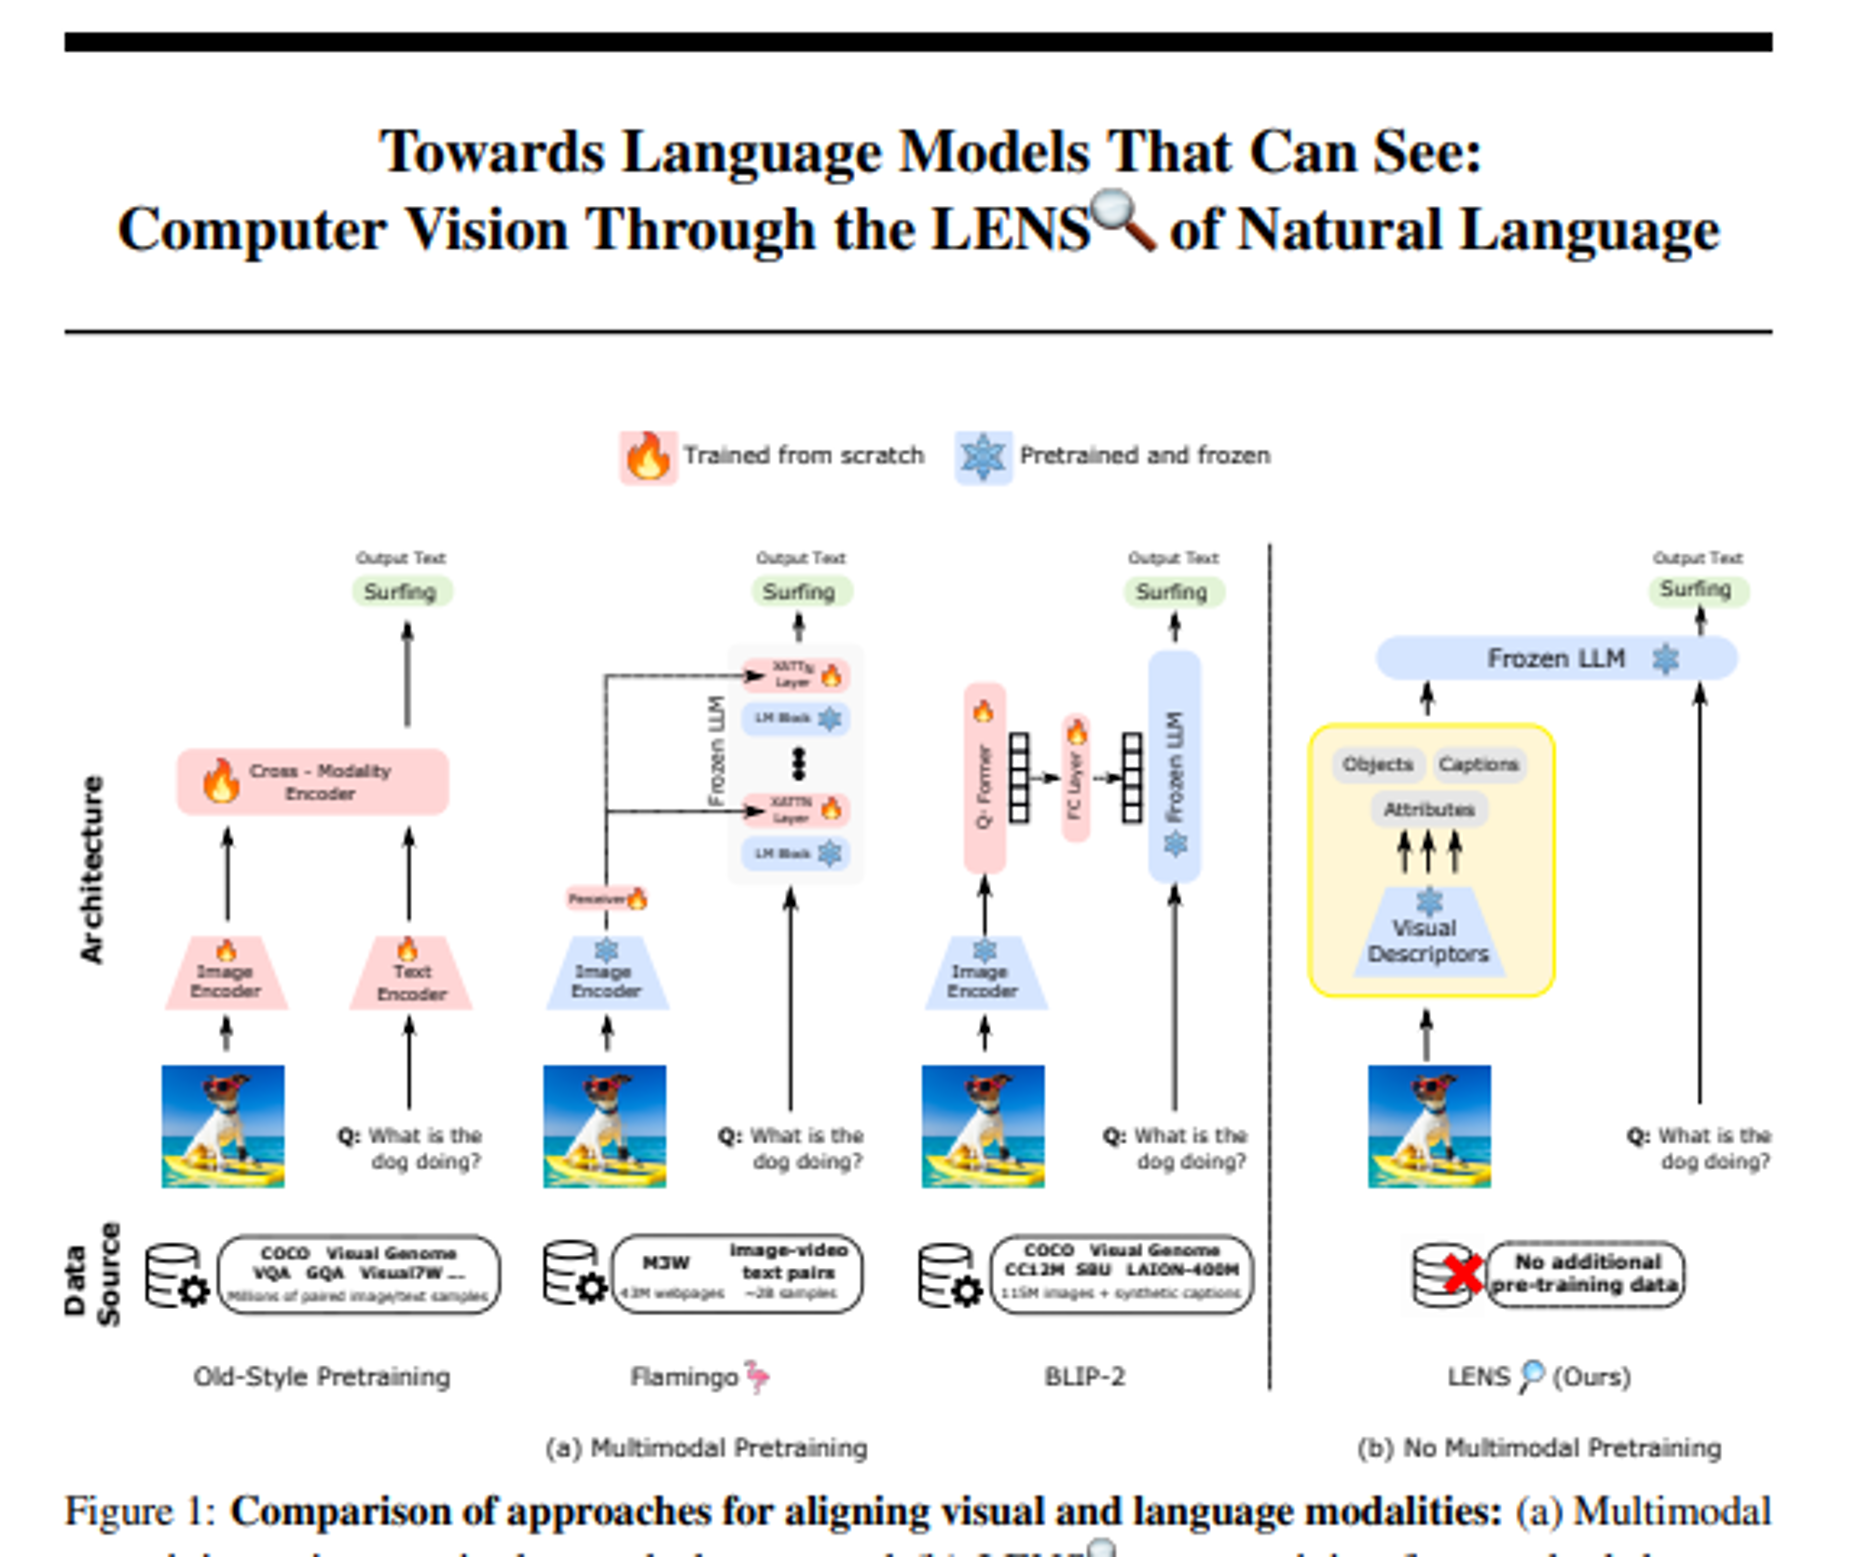 Towards Language Models That Can See:
Computer Vision Through the LENS🔍 of Natural Language
Trained from scratch
Pretrained and frozen
Output Text
Surfing
Cross - Modality
Encoder
Image
Encoder
Text
Encoder
Q: What is the
dog doing?
Output Text
Surfing
Frozen LLM
XATTN
Layer
LM Block
XATTN
Layer
LM Block
Perceiver
Image
Encoder
Q: What is the
dog doing?
Output Text
Surfing
Q- Former
FC Layer
Frozen LLM
Image
Encoder
Q: What is the
dog doing?
Output Text
Surfing
Frozen LLM
Objects
Captions
Attributes
Visual
Descriptors
Q: What is the
dog doing?
Architecture
Data
Source
COCO Visual Genome
VQA GQA Visual7W ...
Millions of paired image/text samples
M3W
43M webpages
image-video
text pairs
~2B samples
COCO Visual Genome
CC12M SBU LAION-400M
115M images + synthetic captions
No additional
pre-training data
Old-Style Pretraining
Flamingo🦩
BLIP-2
LENS🔎(Ours)
(a) Multimodal Pretraining
(b) No Multimodal Pretraining
Figure 1: Comparison of approaches for aligning visual and language modalities: (a) Multimodal